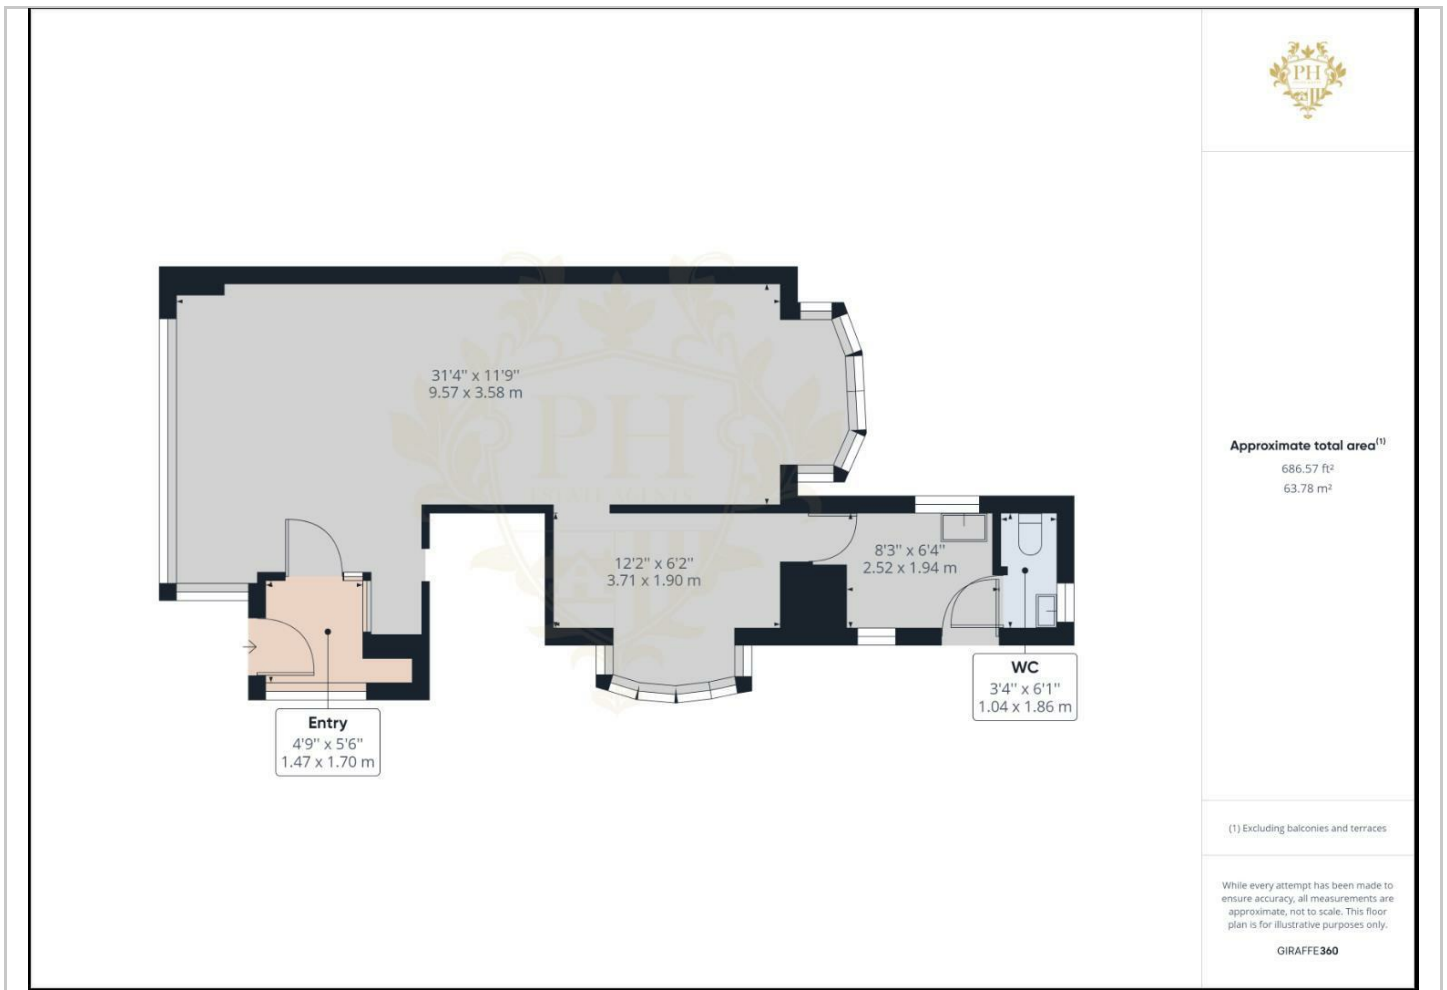 PH
31'4" x 11'9"
9.57 x 3.58 m
PH
ESTATE AGENTS
12'2" x 6'2"
3.71 x 1.90 m
8'3" x 6'4"
2.52 x 1.94 m
WC
3'4" x 6'1"
1.04 x 1.86 m
Entry
4'9" x 5'6"
1.47 x 1.70 m
Approximate total area(1)
686.57 ft²
63.78 m²
(1) Excluding balconies and terraces
While every attempt has been made to
ensure accuracy, all measurements are
approximate, not to scale. This floor
plan is for illustrative purposes only.
GIRAFFE360